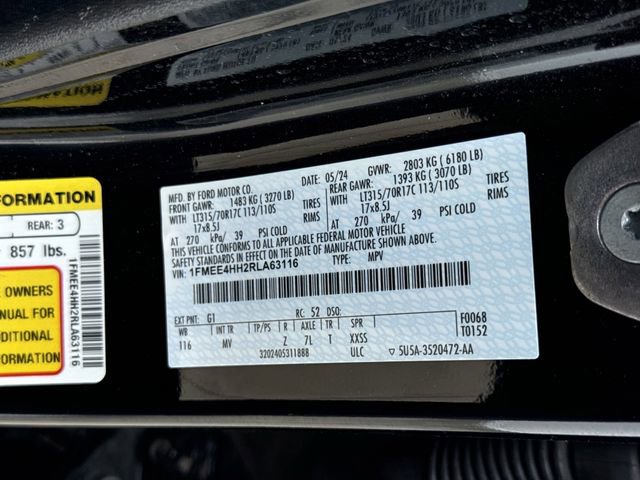 FORMATION
REAR: 3
857 lbs.
E OWNERS
NUAL FOR
DITIONAL
FORMATION
1FMEE4HH2RLA63116
MFD. BY FORD MOTOR CO.
05/24
GVWR: 2803 KG ( 6180 LB)
FRONT GAWR: 1483 KG ( 3270 LB)
REAR GAWR: 1393 KG ( 3070 LB)
LT315/70R17C 113/110S TIRES LT315/70R17C 113/110S TIRES
17x8.5J RIMS 17x8.5J RIMS
AT 270 kPa/ 39 PSI COLD AT 270 kPa/ 39 PSI COLD
THIS VEHICLE CONFORMS TO ALL APPLICABLE FEDERAL MOTOR VEHICLE
SAFETY STANDARDS IN EFFECT ON THE DATE OF MANUFACTURE SHOWN ABOVE.
VIN: 1FMEE4HH2RLA63116 TYPE: MPV
EXT PNT: G1 RC: 52 DSO: F0068
WB INT TR TP/PS R AXLE TR SPR T0152
116 MV Z 7L T XXSS
3202405311888 ULC 5U5A-3520472-AA